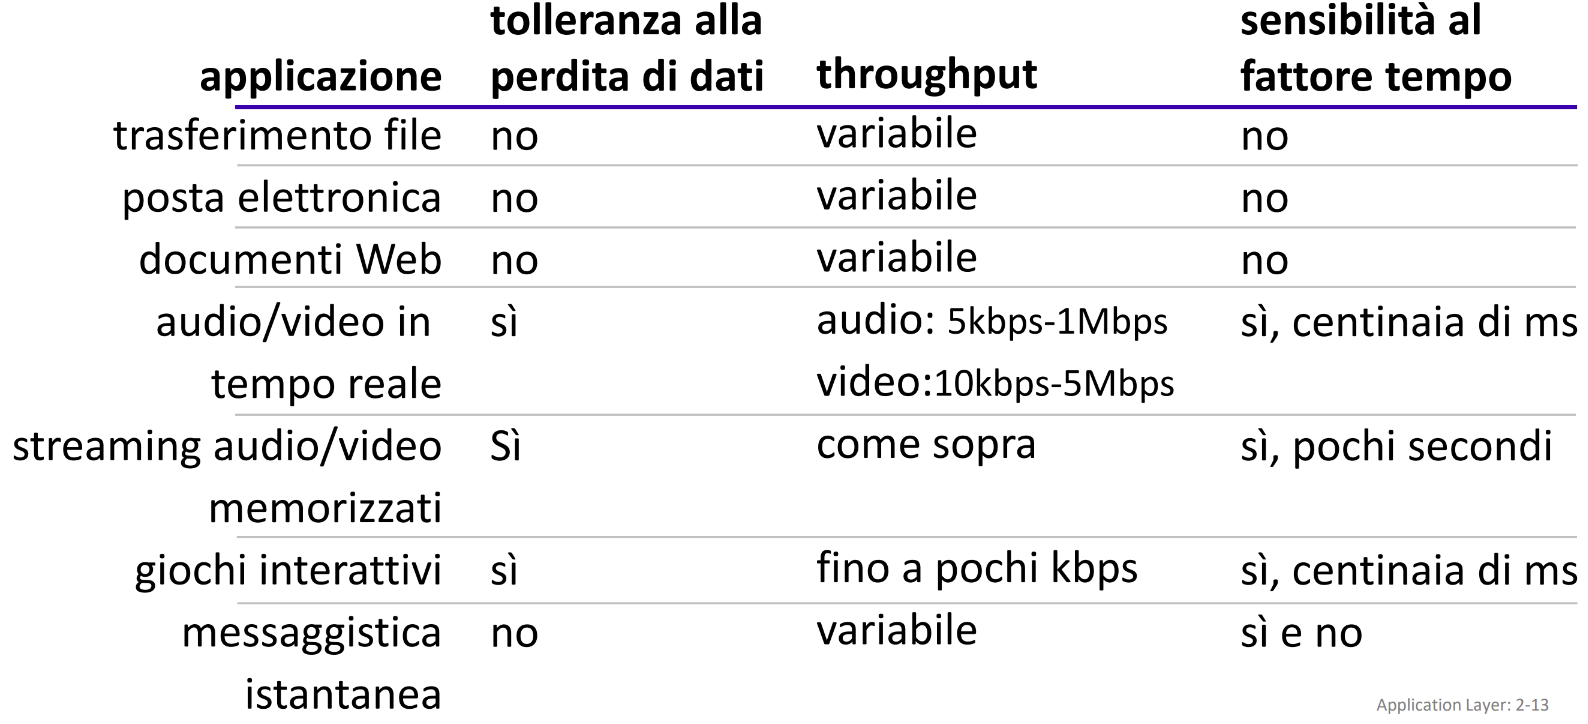 applicazione tolleranza alla perdita di dati throughput sensibilità al fattore tempo
trasferimento file no variabile no
posta elettronica no variabile no
documenti Web no variabile no
audio/video in sì audio: 5kbps-1Mbps sì, centinaia di ms
tempo reale video:10kbps-5Mbps
streaming audio/video Sì come sopra sì, pochi secondi
memorizzati
giochi interattivi sì fino a pochi kbps sì, centinaia di ms
messaggistica no variabile sì e no
istantanea
Application Layer: 2-13